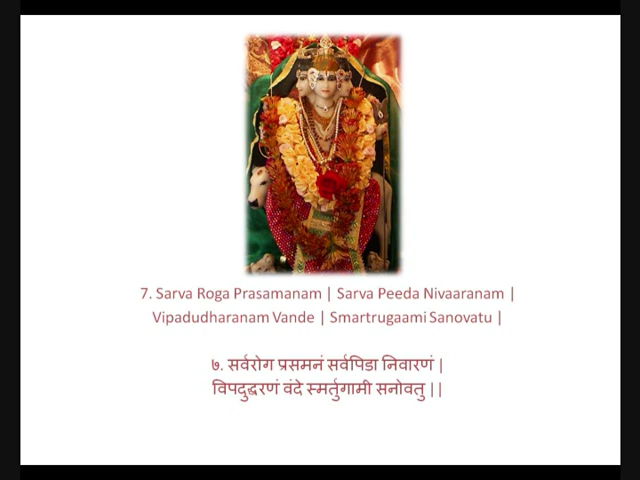 7. Sarva Roga Prasamanam | Sarva Peeda Nivaaranam |
Vipadudharanam Vande | Smartrugaami Sanovatu |
७. सर्वरोग प्रसमनं सर्वपिडा निवारणं |
विपदुद्धरणं वंदे स्मर्तुगामी सनोवतु ||